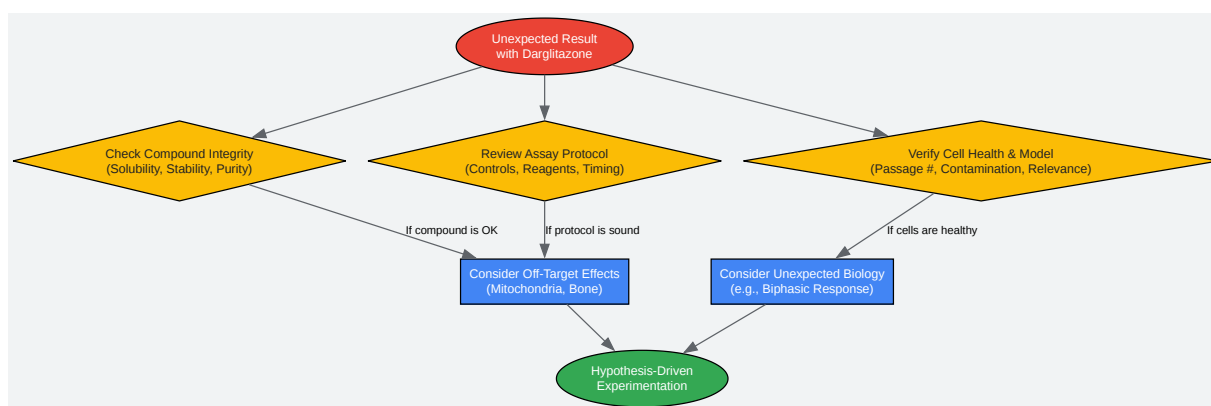 Unexpected Result
with Darglitazone
Check Compound Integrity
(Solubility, Stability, Purity)
Review Assay Protocol
(Controls, Reagents, Timing)
Verify Cell Health & Model
(Passage #, Contamination, Relevance)
If compound is OK
If protocol is sound
If cells are healthy
Consider Off-Target Effects
(Mitochondria, Bone)
Consider Unexpected Biology
(e.g., Biphasic Response)
Hypothesis-Driven
Experimentation